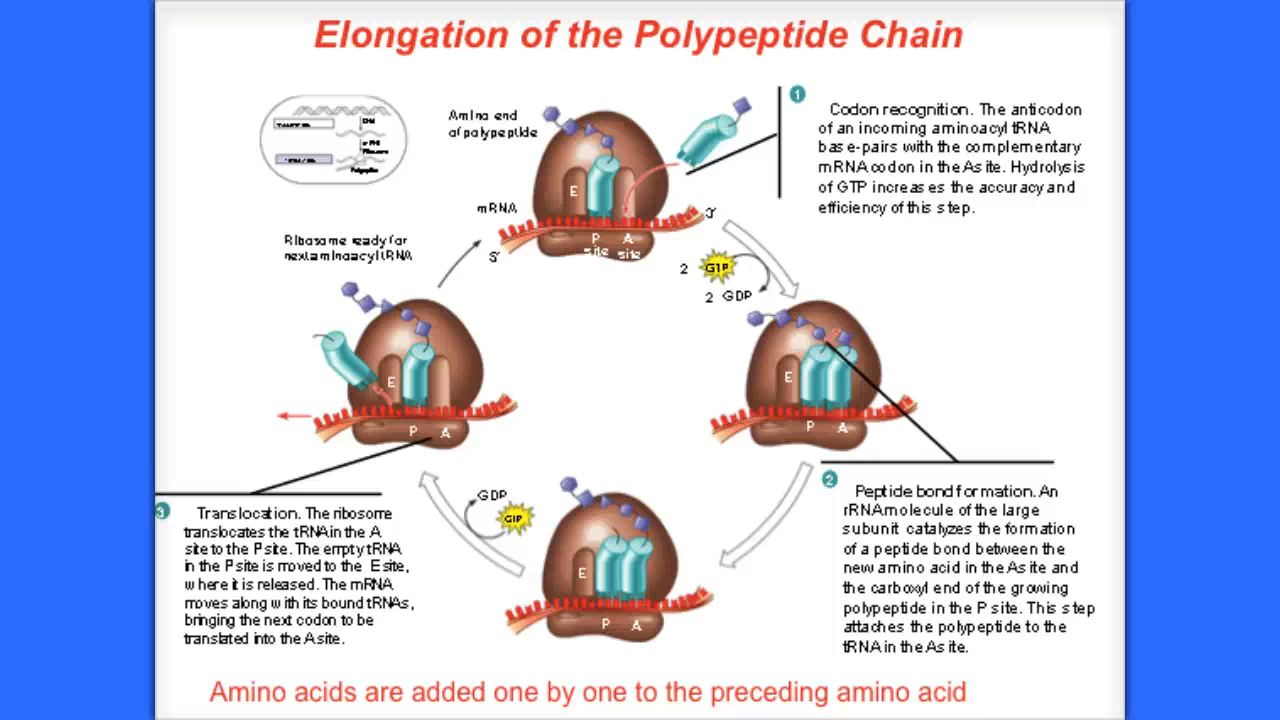 Elongation of the Polypeptide Chain
Amino end
of polypeptide
E
mRNA
3'
5'
P
site
A
site
1
Codon recognition. The anticodon
of an incoming aminoacyl tRNA
base-pairs with the complementary
mRNA codon in the A site. Hydrolysis
of GTP increases the accuracy and
efficiency of this step.
2
GTP
2 GDP
Ribosome ready for
next aminoacyl tRNA
E
P
A
E
P
A
2
Peptide bond formation. An
rRNA molecule of the large
subunit catalyzes the formation
of a peptide bond between the
new amino acid in the A site and
the carboxyl end of the growing
polypeptide in the P site. This step
attaches the polypeptide to the
tRNA in the A site.
GDP
GTP
E
P
A
3
Translocation. The ribosome
translocates the tRNA in the A
site to the P site. The empty tRNA
in the P site is moved to the E site,
where it is released. The mRNA
moves along with its bound tRNAs,
bringing the next codon to be
translated into the A site.
Amino acids are added one by one to the preceding amino acid